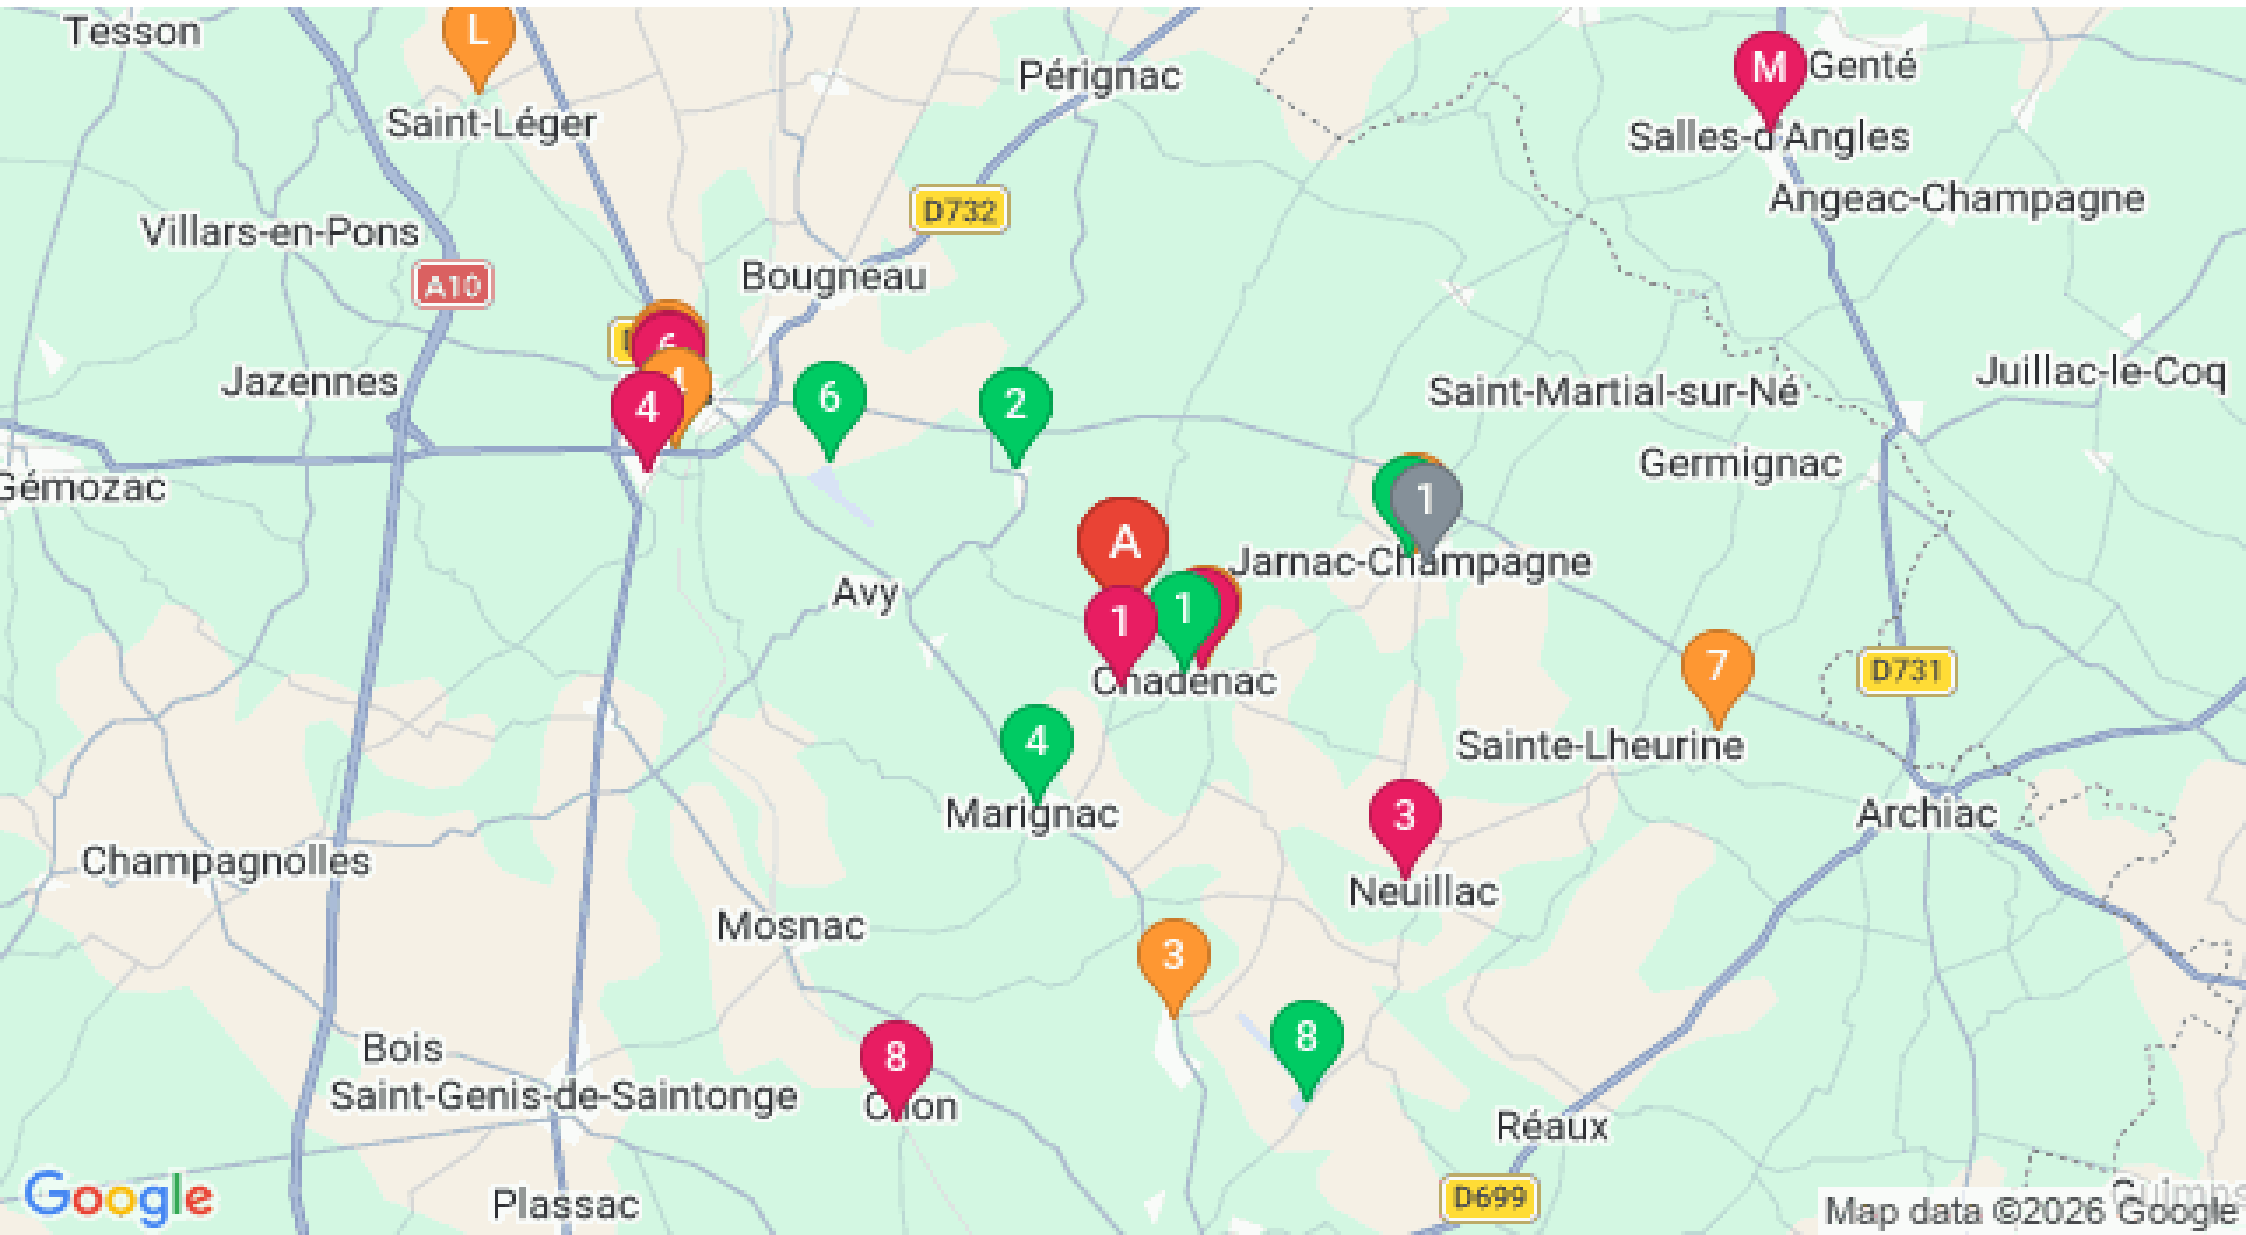 Tesson
L
Saint-Léger
Pérignac
M
Genté
Salles-d'Angles
Angeac-Champagne
Villars-en-Pons
D732
Bougneau
A10
6
4
4
Jazennes
6
2
Saint-Martial-sur-Né
Juillac-le-Coq
Germignac
Gémozac
1
A
Jarnac-Champagne
Avy
1
1
Chadenac
7
D731
4
Sainte-Lheurine
Marignac
3
Archiac
Champagnolles
Neuillac
Mosnac
3
8
8
Bois
Saint-Genis-de-Saintonge
Réaux
Plassac
D699
Google
Map data ©2026 Google